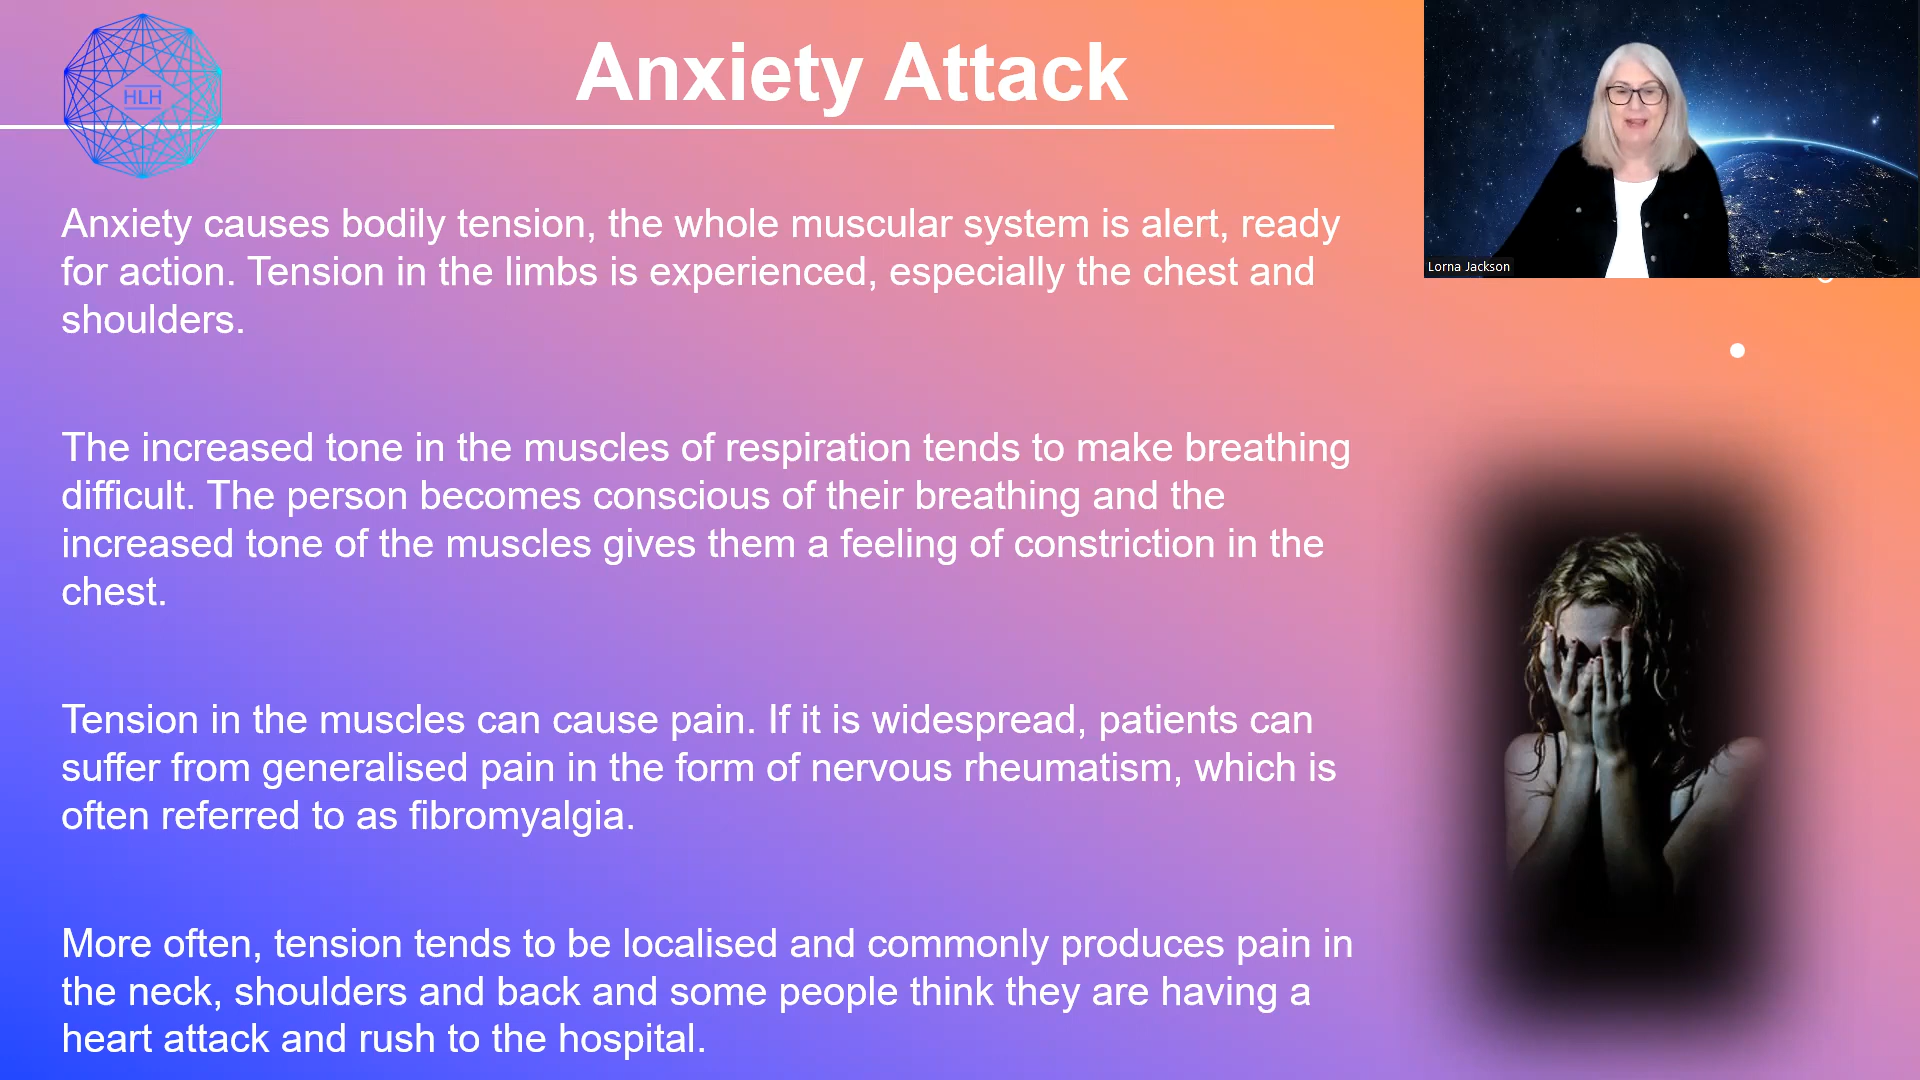 HLH
Anxiety Attack
Lorna Jackson
Anxiety causes bodily tension, the whole muscular system is alert, ready
for action. Tension in the limbs is experienced, especially the chest and
shoulders.
The increased tone in the muscles of respiration tends to make breathing
difficult. The person becomes conscious of their breathing and the
increased tone of the muscles gives them a feeling of constriction in the
chest.
Tension in the muscles can cause pain. If it is widespread, patients can
suffer from generalised pain in the form of nervous rheumatism, which is
often referred to as fibromyalgia.
More often, tension tends to be localised and commonly produces pain in
the neck, shoulders and back and some people think they are having a
heart attack and rush to the hospital.